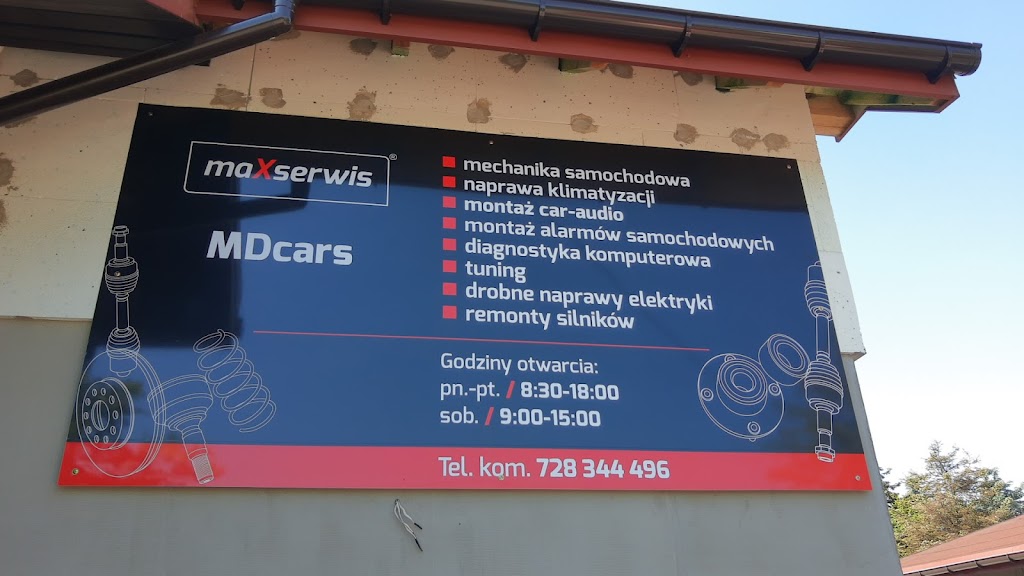 maXserwis®
MDcars
mechanika samochodowa
naprawa klimatyzacji
montaż car-audio
montaż alarmów samochodowych
diagnostyka komputerowa
tuning
drobne naprawy elektryki
remonty silników
Godziny otwarcia:
pn.-pt. / 8:30-18:00
sob. / 9:00-15:00
Tel. kom. 728 344 496